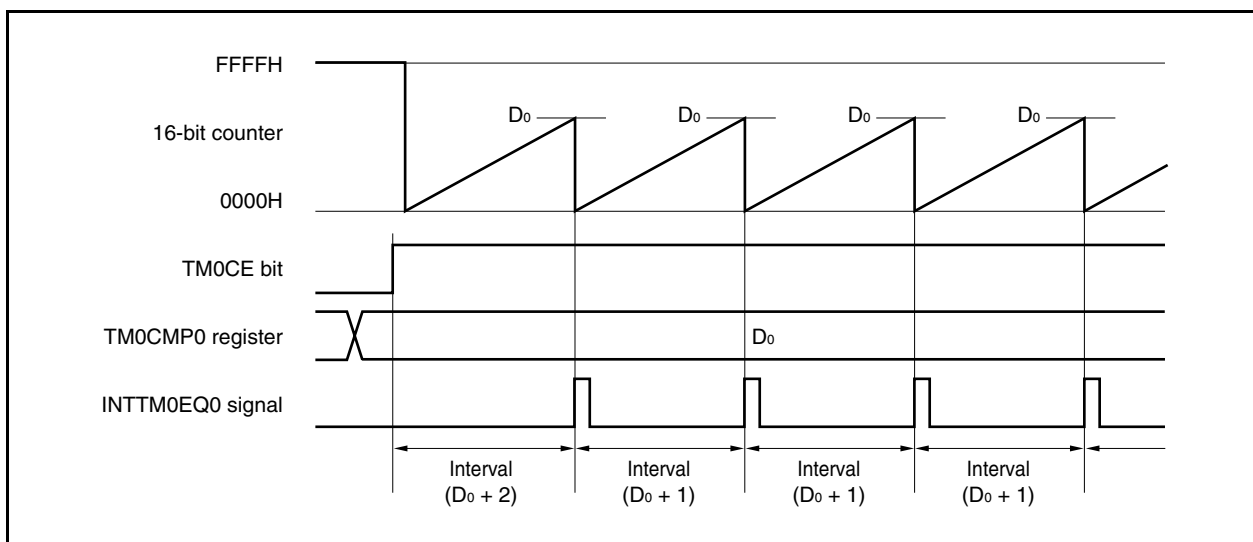 FFFFH
D₀ D₀ D₀ D₀
16-bit counter
0000H
TM0CE bit
TM0CMP0 register D₀
INTTM0EQ0 signal
Interval Interval Interval Interval
(D₀ + 2) (D₀ + 1) (D₀ + 1) (D₀ + 1)